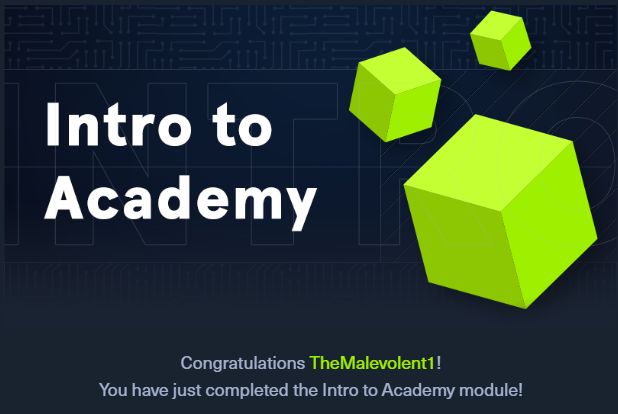 Intro to
Academy
Congratulations TheMalevolent1!
You have just completed the Intro to Academy module!